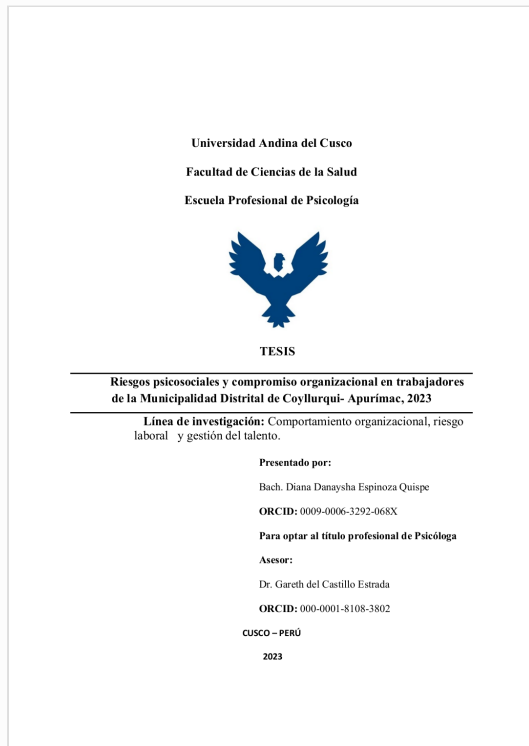 Universidad Andina del Cusco
Facultad de Ciencias de la Salud
Escuela Profesional de Psicología
TESIS
Riesgos psicosociales y compromiso organizacional en trabajadores
de la Municipalidad Distrital de Coyllurqui- Apurímac, 2023
Línea de investigación: Comportamiento organizacional, riesgo
laboral y gestión del talento.
Presentado por:
Bach. Diana Danaysha Espinoza Quispe
ORCID: 0009-0006-3292-068X
Para optar al título profesional de Psicóloga
Asesor:
Dr. Gareth del Castillo Estrada
ORCID: 000-0001-8108-3802
CUSCO – PERÚ
2023